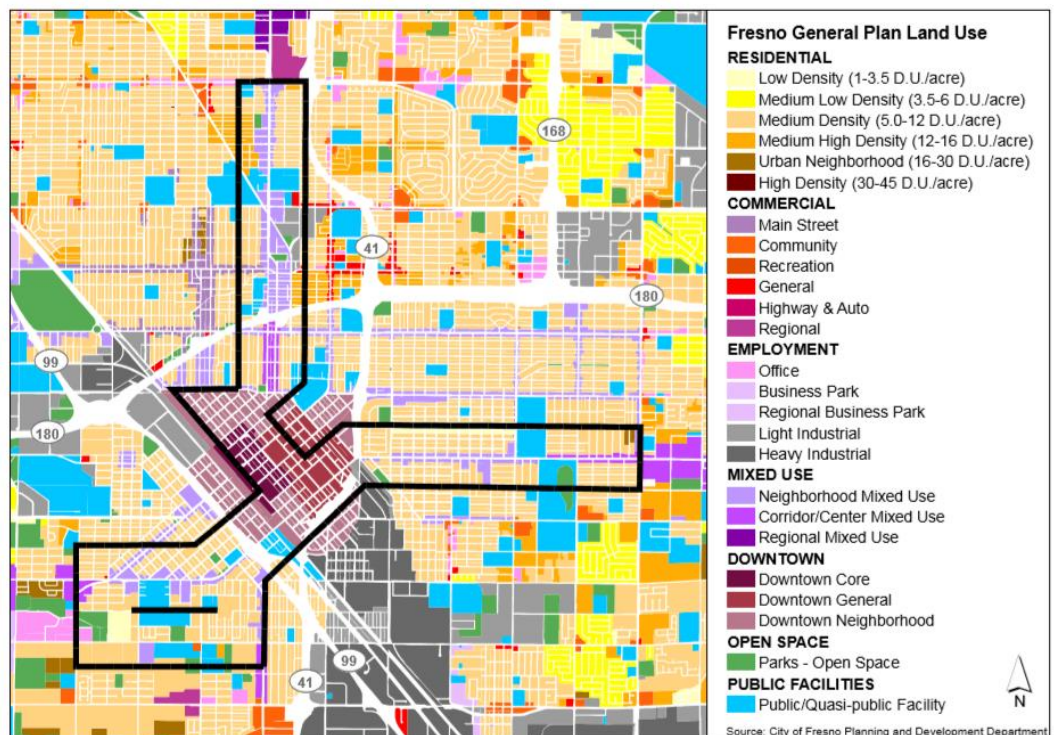 Fresno General Plan Land Use
RESIDENTIAL
Low Density (1-3.5 D.U./acre)
Medium Low Density (3.5-6 D.U./acre)
Medium Density (5.0-12 D.U./acre)
Medium High Density (12-16 D.U./acre)
Urban Neighborhood (16-30 D.U./acre)
High Density (30-45 D.U./acre)
COMMERCIAL
Main Street
Community
Recreation
General
Highway & Auto
Regional
EMPLOYMENT
Office
Business Park
Regional Business Park
Light Industrial
Heavy Industrial
MIXED USE
Neighborhood Mixed Use
Corridor/Center Mixed Use
Regional Mixed Use
DOWNTOWN
Downtown Core
Downtown General
Downtown Neighborhood
OPEN SPACE
Parks - Open Space
PUBLIC FACILITIES
Public/Quasi-public Facility
N
Source: City of Fresno Planning and Development Department
168
41
180
99
180
99
41